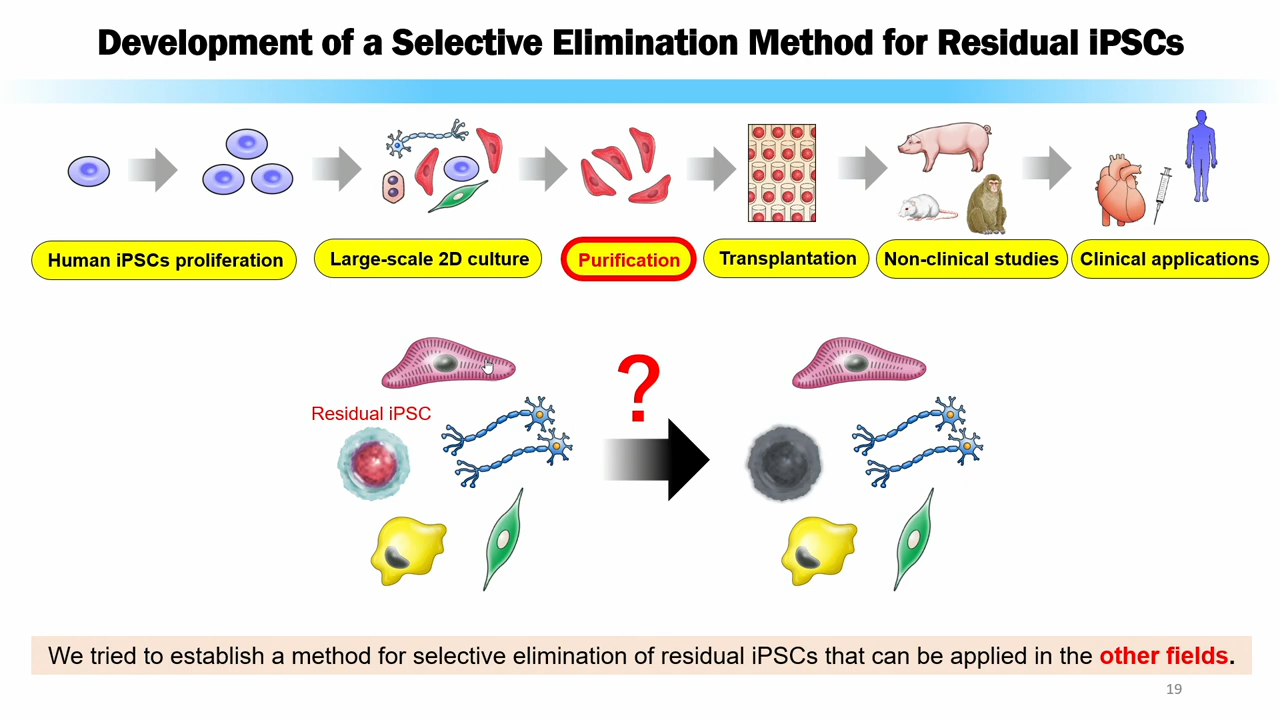 Development of a Selective Elimination Method for Residual iPSCs
Human iPSCs proliferation
Large-scale 2D culture
Purification
Transplantation
Non-clinical studies
Clinical applications
?
Residual iPSC
We tried to establish a method for selective elimination of residual iPSCs that can be applied in the other fields.
19